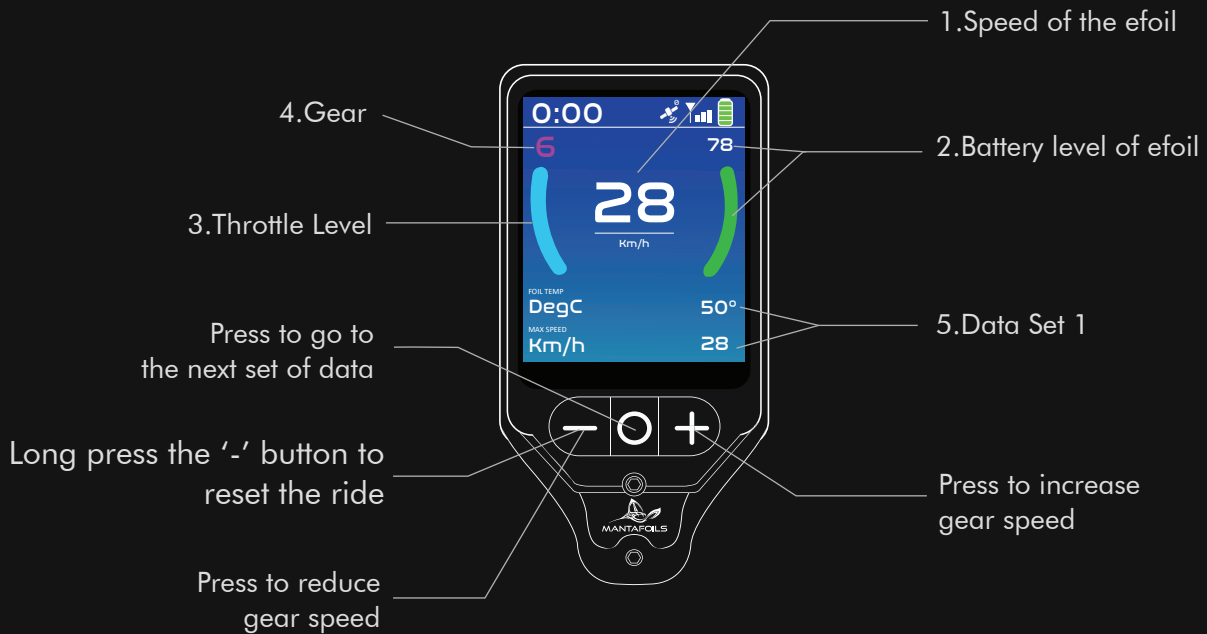 1.Speed of the efoil
4.Gear
0:00
6
78
2.Battery level of efoil
28
Km/h
3.Throttle Level
FOIL TEMP
DegC
50°
MAX SPEED
Km/h
28
5.Data Set 1
Press to go to
the next set of data
Long press the ‘-’ button to
reset the ride
Press to increase
gear speed
MANTAFOILS
Press to reduce
gear speed